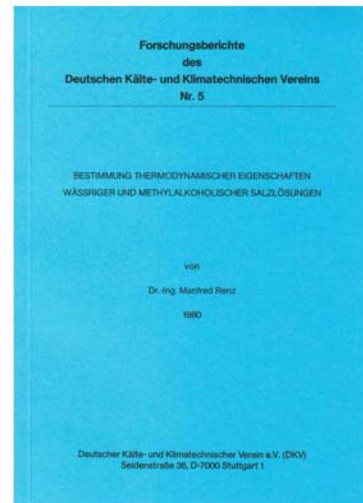 Forschungsberichte
des
Deutschen Kälte- und Klimatechnischen Vereins
Nr. 5
BESTIMMUNG THERMODYNAMISCHER EIGENSCHAFTEN
WÄSSRIGER UND METHYLALKOHOLISCHER SALZLÖSUNGEN
von
Dr.-Ing. Manfred Renz
1980
Deutscher Kälte- und Klimatechnischer Verein e.V. (DKV)
Seidenstraße 36, D-7000 Stuttgart 1